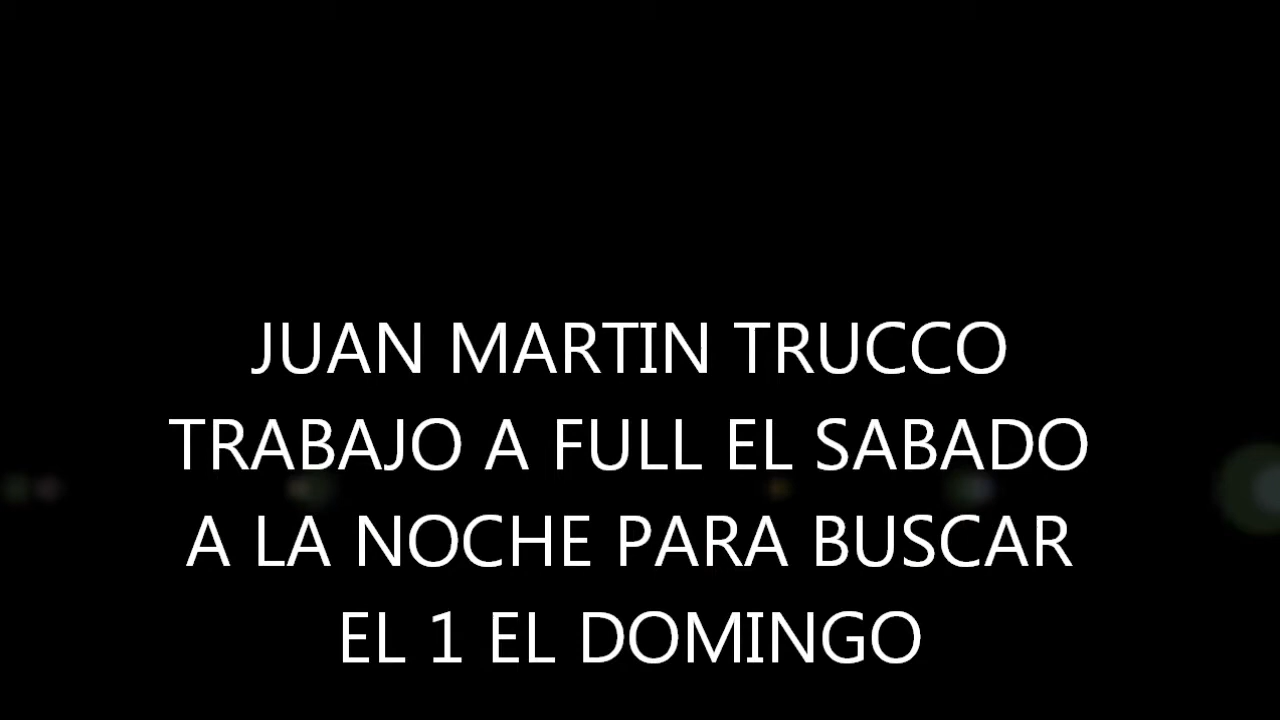 JUAN MARTIN TRUCCO
TRABAJO A FULL EL SABADO
A LA NOCHE PARA BUSCAR
EL 1 EL DOMINGO